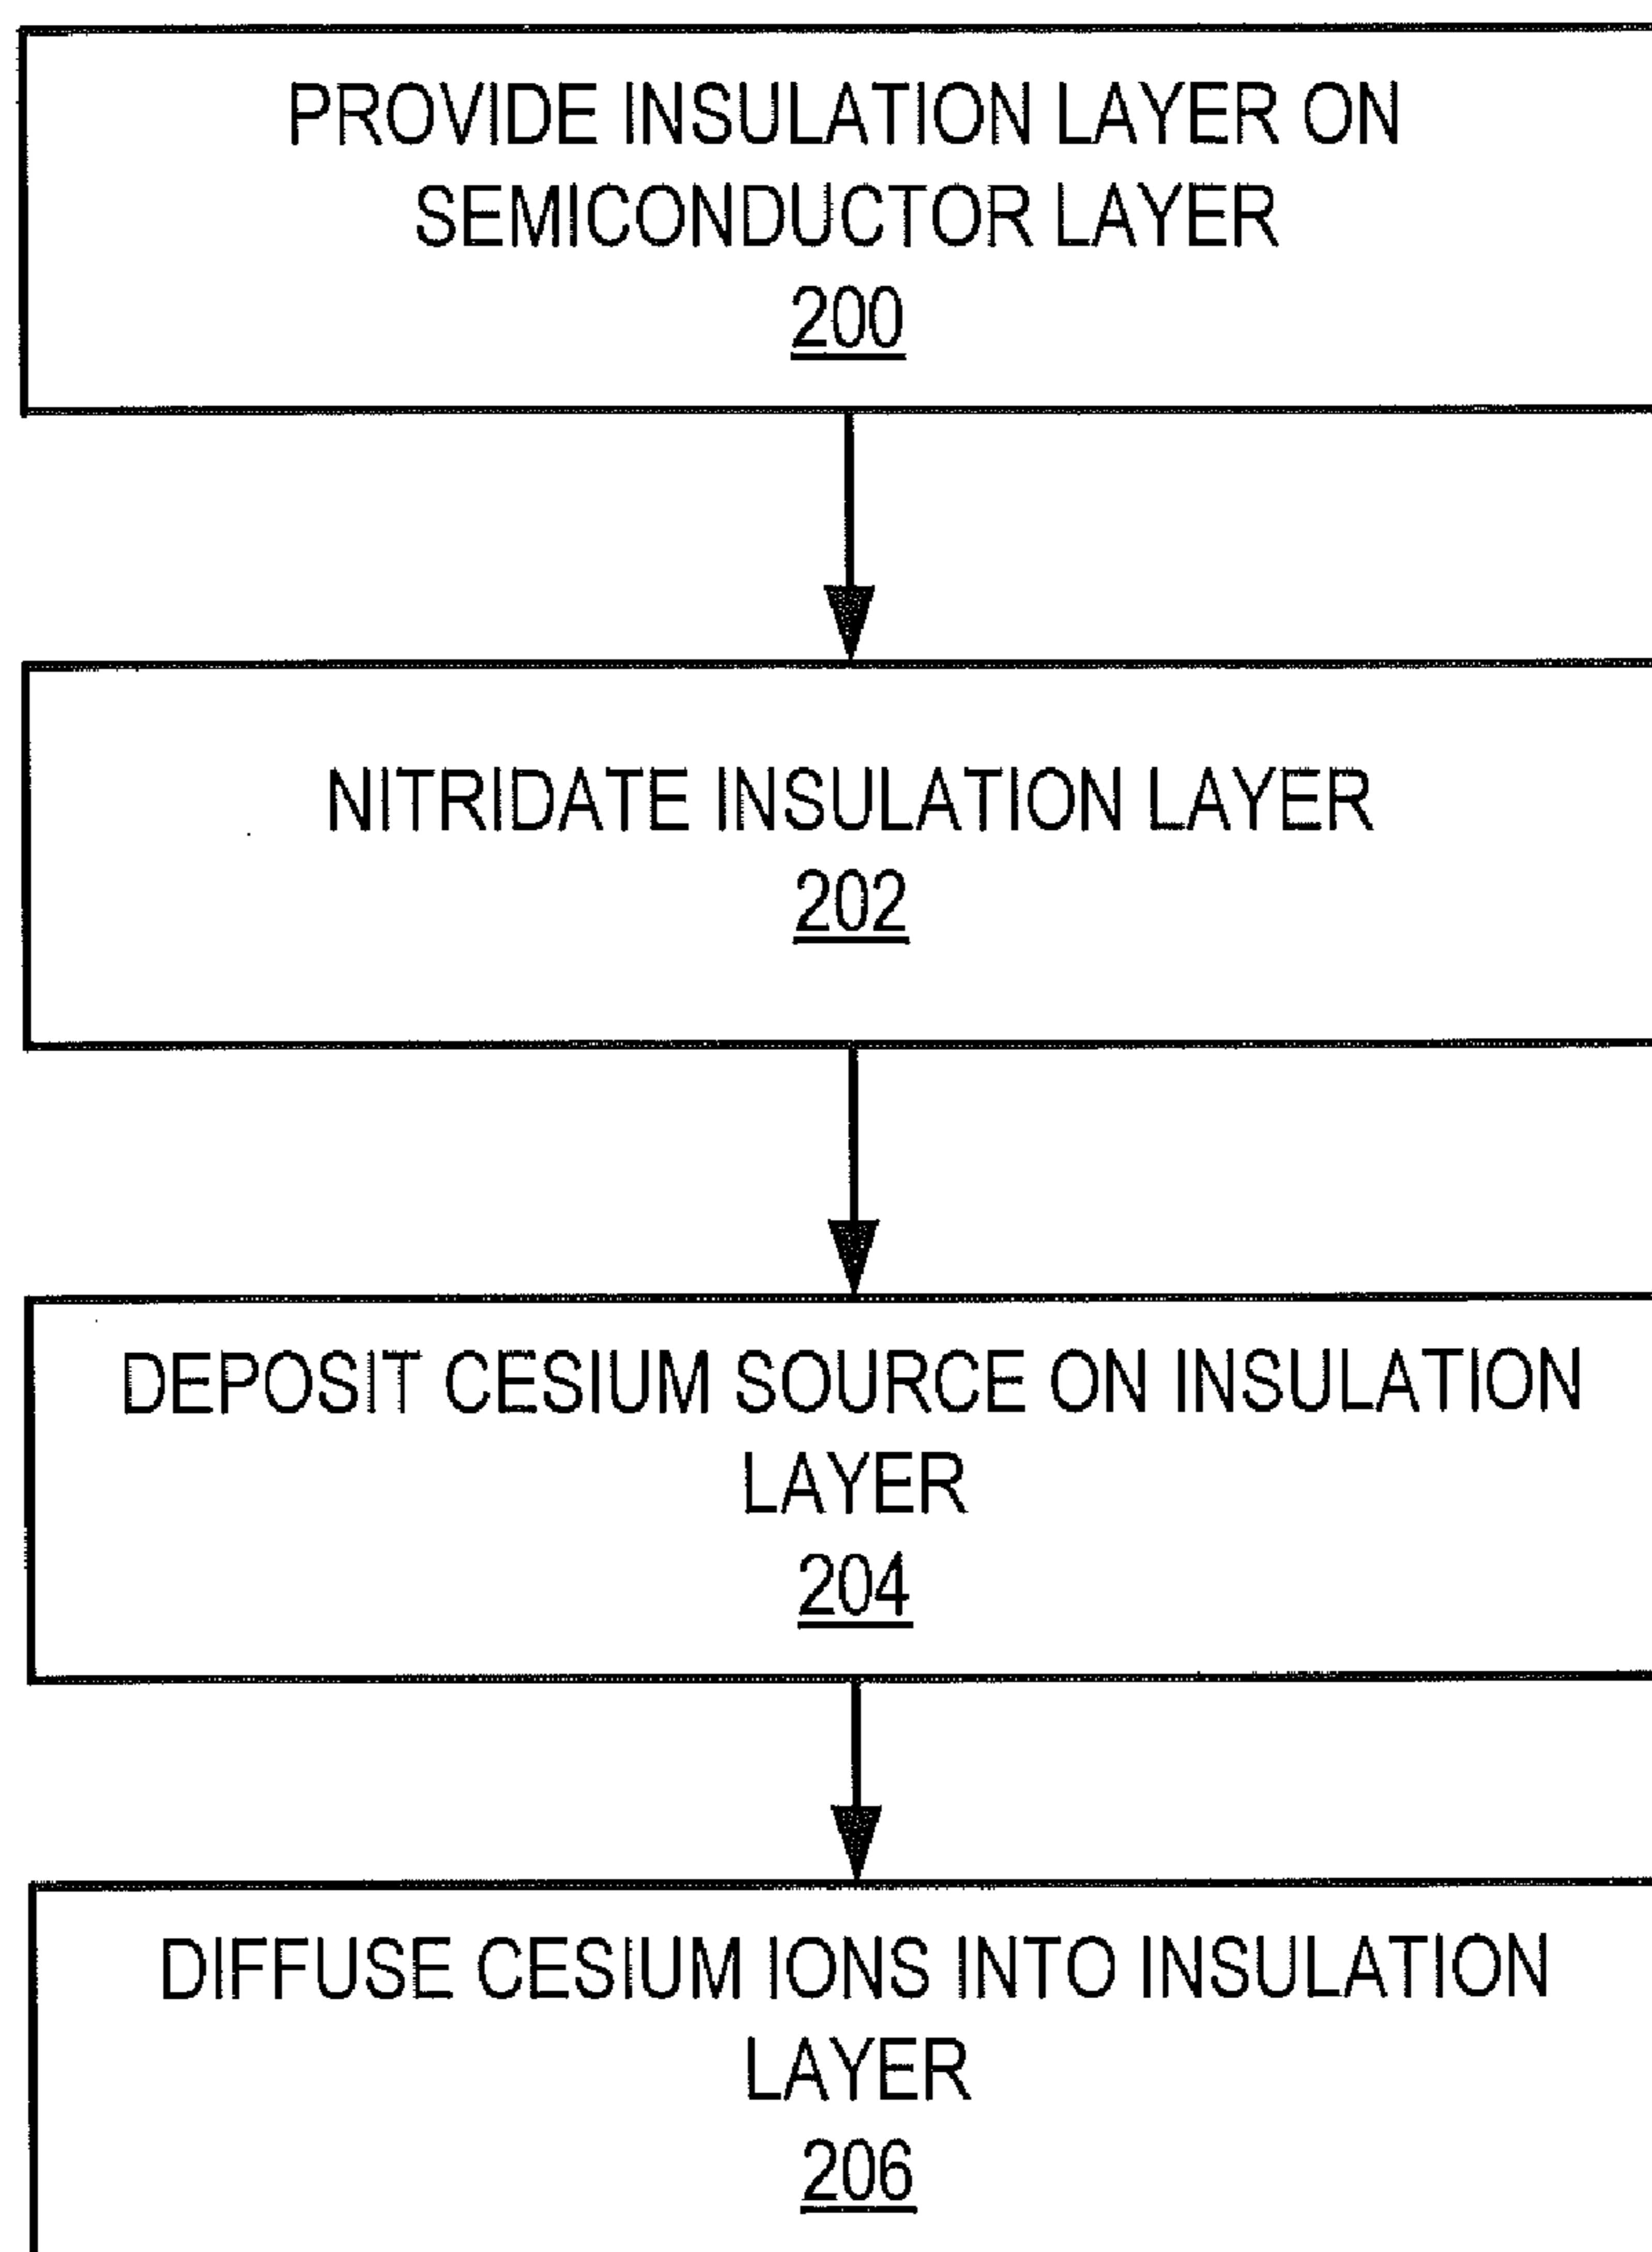 PROVIDE INSULATION LAYER ON
SEMICONDUCTOR LAYER
200
NITRIDATE INSULATION LAYER
202
DEPOSIT CESIUM SOURCE ON INSULATION
LAYER
204
DIFFUSE CESIUM IONS INTO INSULATION
LAYER
206